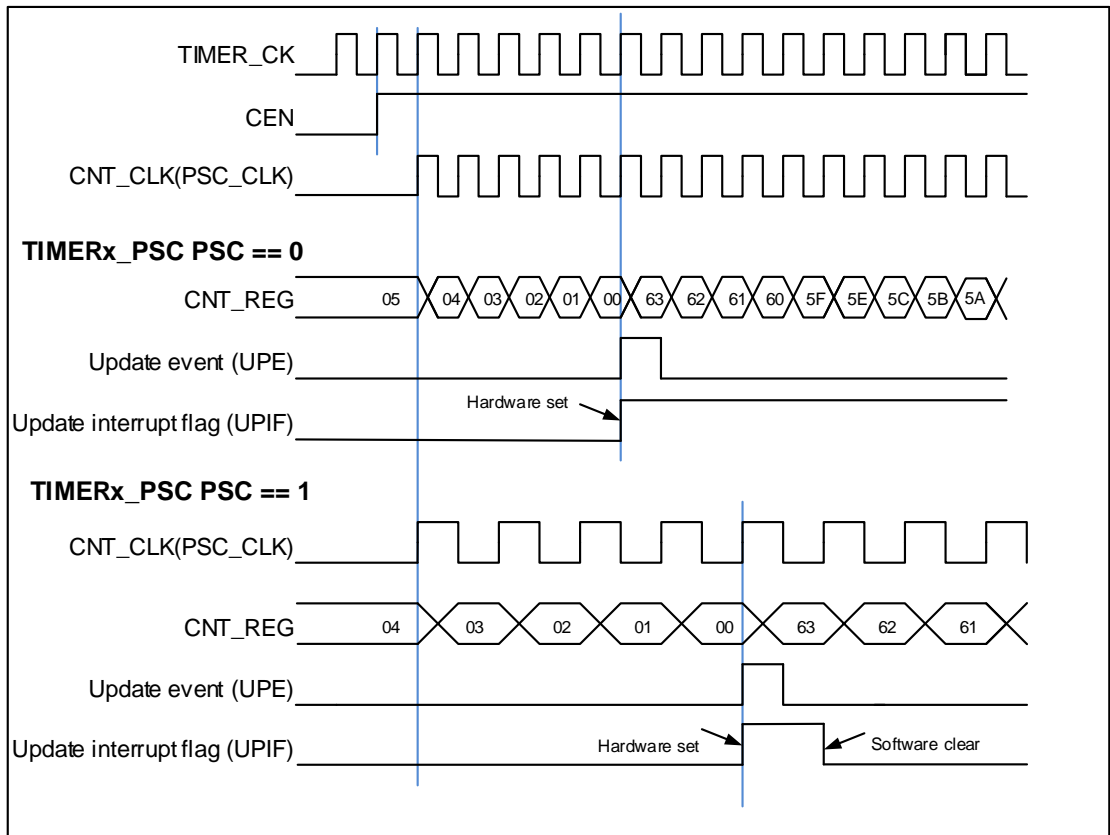 TIMER_CK
CEN
CNT_CLK(PSC_CLK)
TIMERx_PSC PSC == 0
CNT_REG 05 04 03 02 01 00 63 62 61 60 5F 5E 5C 5B 5A
Update event (UPE)
Hardware set
Update interrupt flag (UPIF)
TIMERx_PSC PSC == 1
CNT_CLK(PSC_CLK)
CNT_REG 04 03 02 01 00 63 62 61
Update event (UPE)
Update interrupt flag (UPIF) Hardware set Software clear